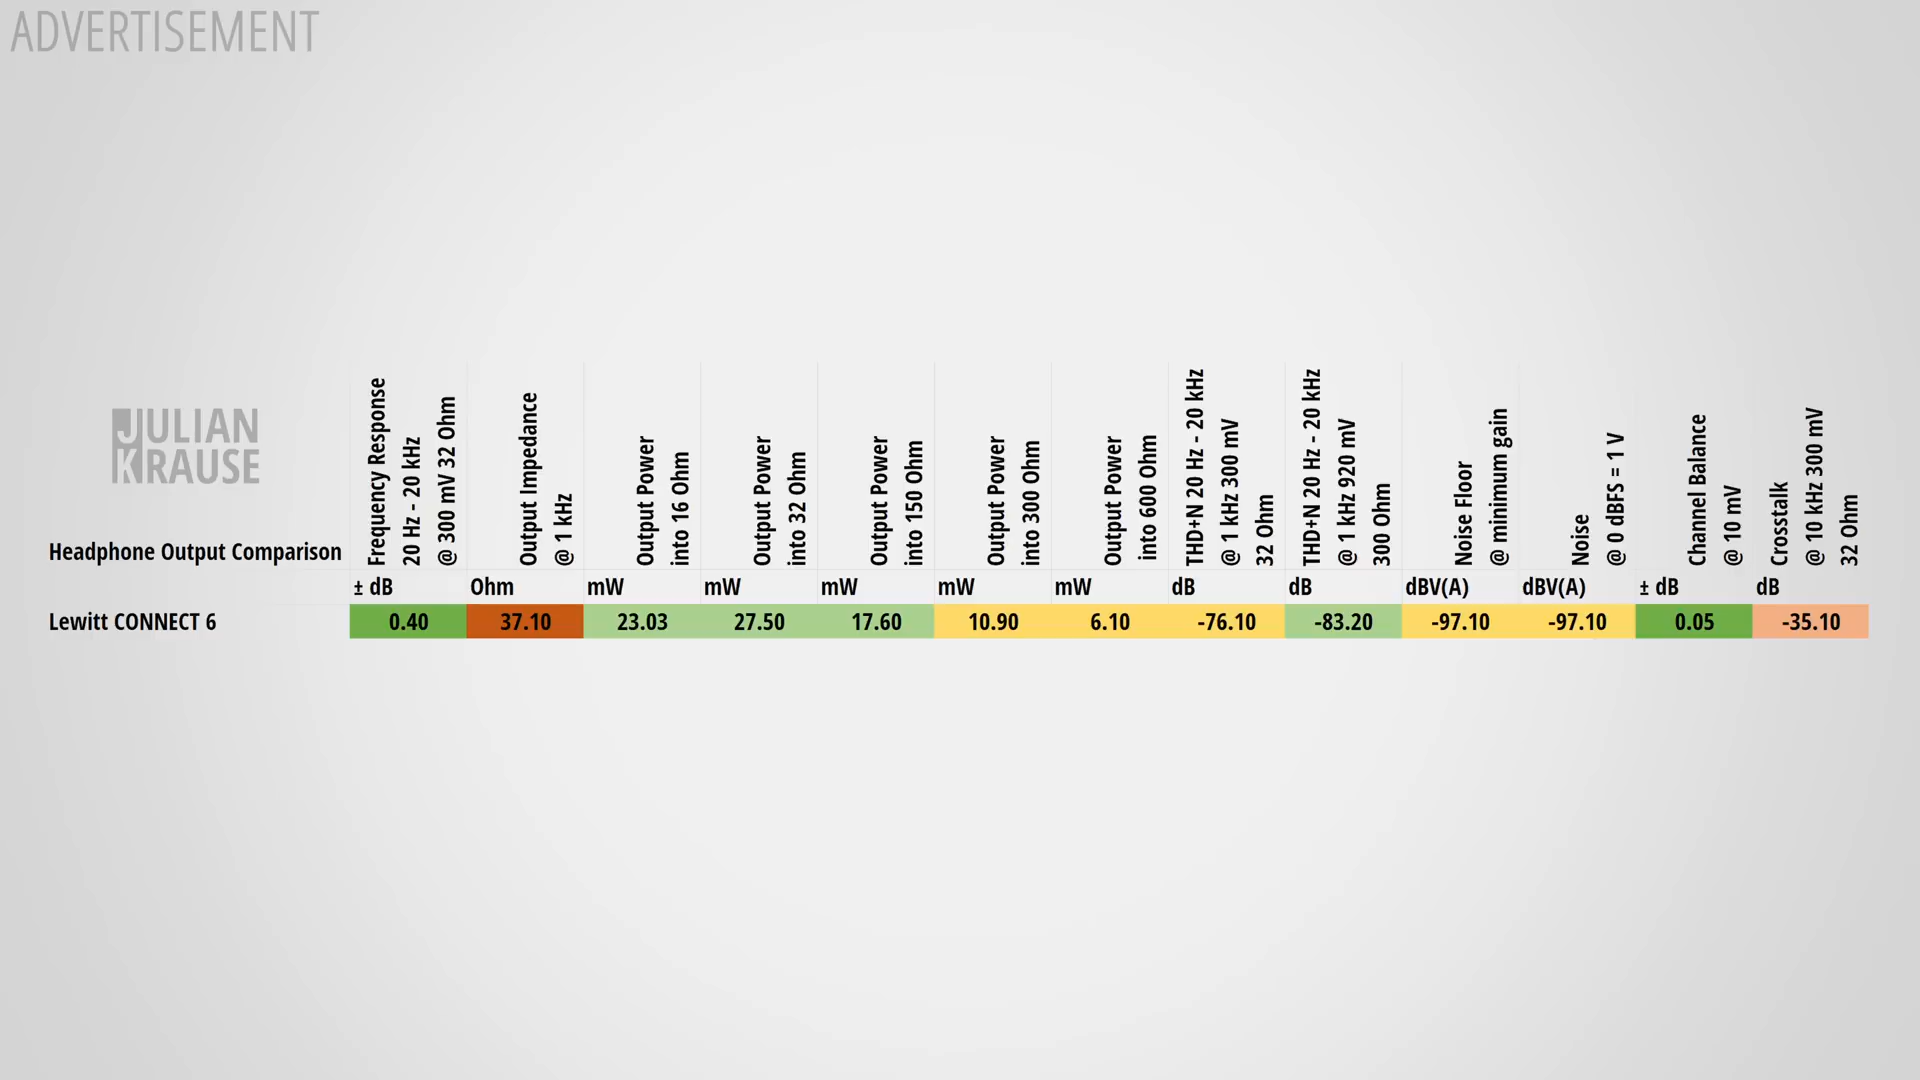 ADVERTISEMENT
JULIAN
KRAUSE
Headphone Output Comparison
Frequency Response
20 Hz - 20 kHz
@ 300 mV 32 Ohm
Output Impedance
@ 1 kHz
Output Power
into 16 Ohm
Output Power
into 32 Ohm
Output Power
into 150 Ohm
Output Power
into 300 Ohm
Output Power
into 600 Ohm
THD+N 20 Hz - 20 kHz
@ 1 kHz 300 mV
32 Ohm
THD+N 20 Hz - 20 kHz
@ 1 kHz 920 mV
300 Ohm
Noise Floor
@ minimum gain
Noise
@ 0 dBFS = 1 V
Channel Balance
@ 10 mV
Crosstalk
@ 10 kHz 300 mV
32 Ohm
± dB Ohm mW mW mW mW mW dB dB dBV(A) dBV(A) ± dB dB
Lewitt CONNECT 6 0.40 37.10 23.03 27.50 17.60 10.90 6.10 -76.10 -83.20 -97.10 -97.10 0.05 -35.10